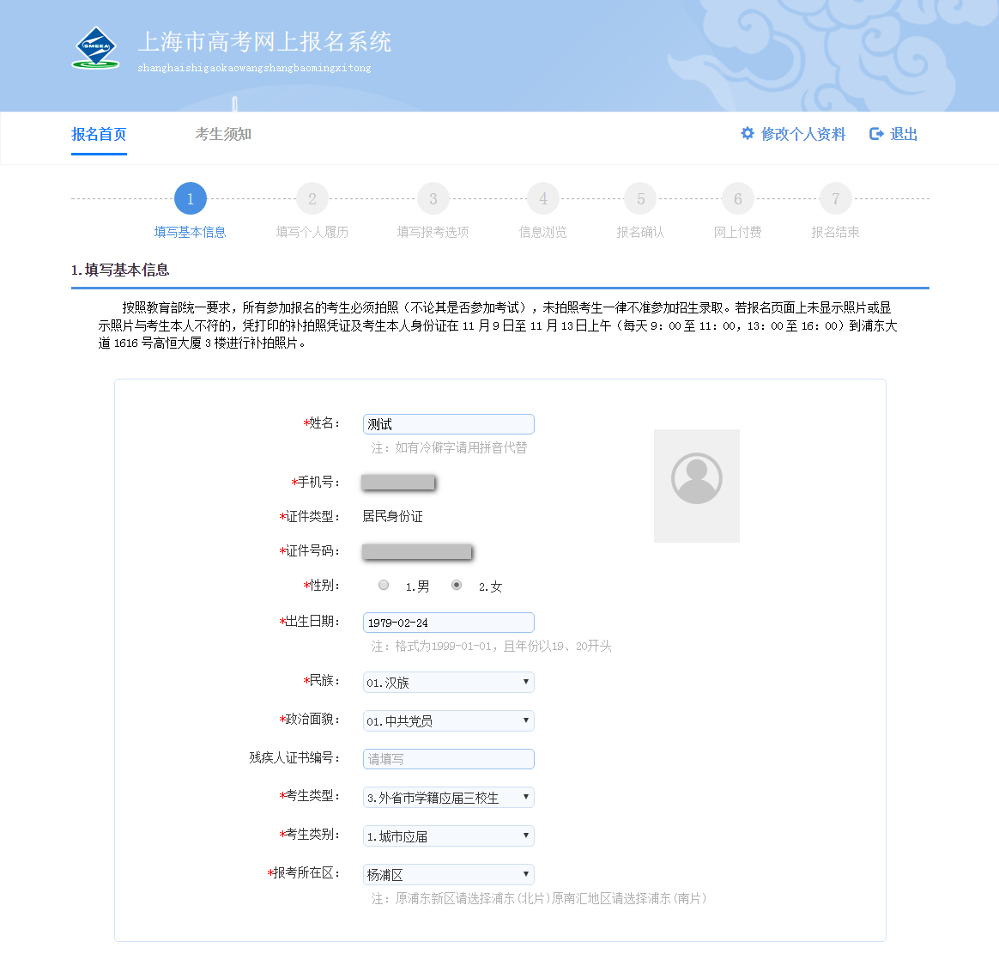 SMEEA
上海市高考网上报名系统
shanghaishigaokaowangshangbaomingxitong
报名首页
考生须知
修改个人资料
退出
1
2
3
4
5
6
7
填写基本信息
填写个人履历
填写报考选项
信息浏览
报名确认
网上付费
报名结束
1.填写基本信息
按照教育部统一要求，所有参加报名的考生必须拍照（不论其是否参加考试），未拍照考生一律不准参加招生录取。若报名页面上未显示照片或显
示照片与考生本人不符的，凭打印的补拍照凭证及考生本人身份证在 11 月 9 日至 11 月 13 日上午（每天 9：00 至 11：00，13：00 至 16：00）到浦东大
道 1616 号高恒大厦 3 楼进行补拍照片。
*姓名： 测试
注：如有冷僻字请用拼音代替
*手机号：
*证件类型： 居民身份证
*证件号码：
*性别： 1.男 2.女
*出生日期： 1979-02-24
注：格式为1999-01-01，且年份以19、20开头
*民族： 01.汉族
*政治面貌： 01.中共党员
残疾人证书编号： 请填写
*考生类型： 3.外省市学籍应届三校生
*考生类别： 1.城市应届
*报考所在区： 杨浦区
注：原浦东新区请选择浦东(北片)原南汇地区请选择浦东(南片)